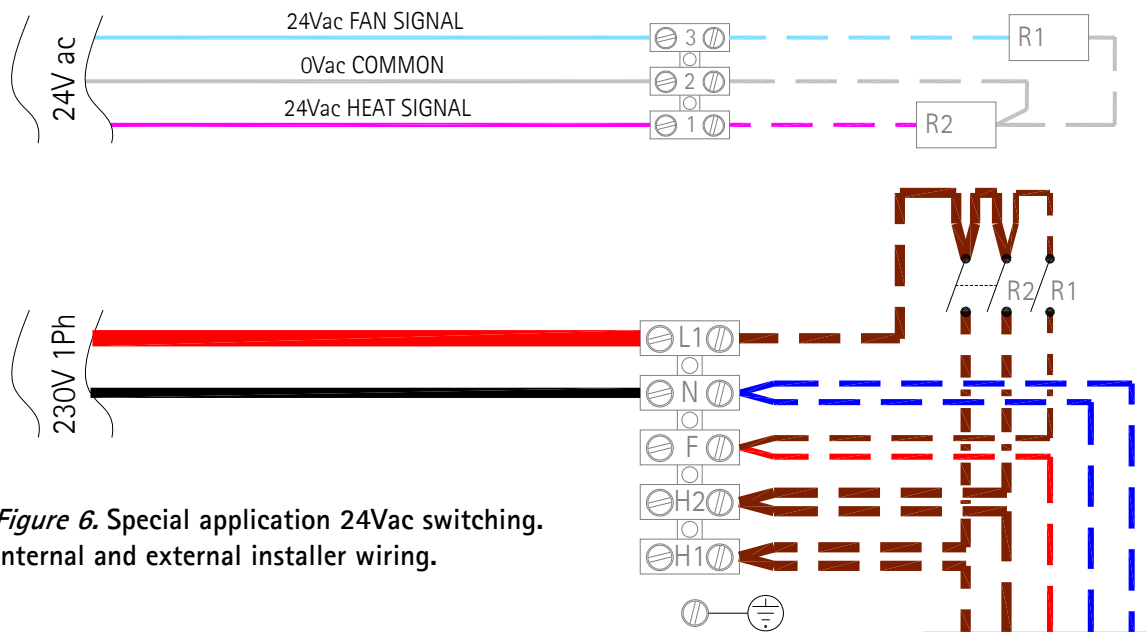 24V ac
24Vac FAN SIGNAL
3
R1
0Vac COMMON
2
24Vac HEAT SIGNAL
1
R2
R2
R1
230V 1Ph
L1
N
F
H2
H1
Figure 6. Special application 24Vac switching.
nternal and external installer wiring.